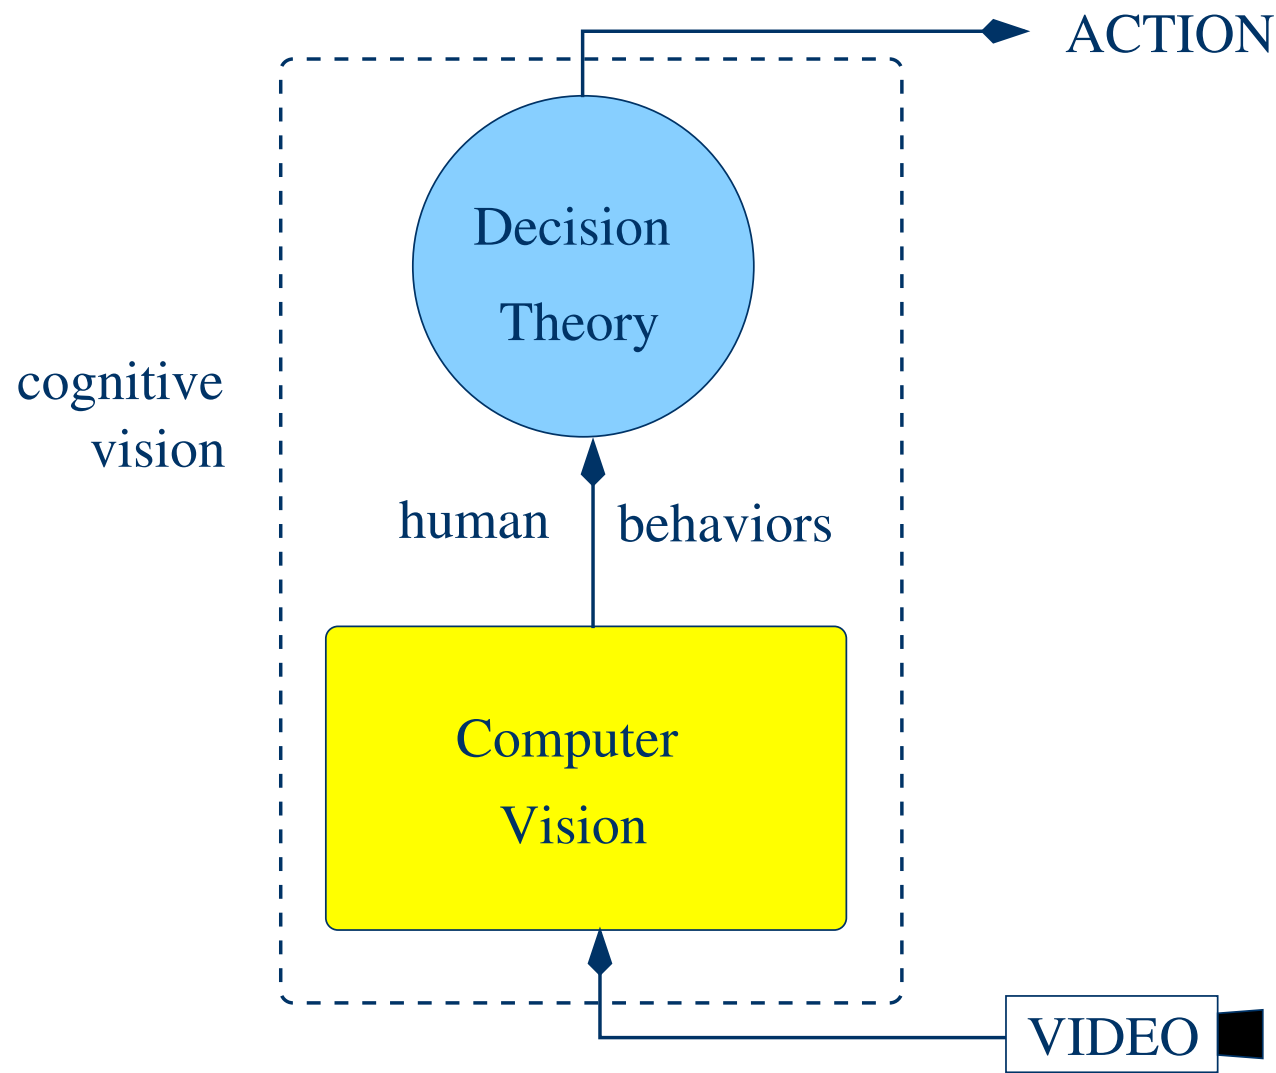 ACTION
Decision
Theory
cognitive
vision
human behaviors
Computer
Vision
VIDEO